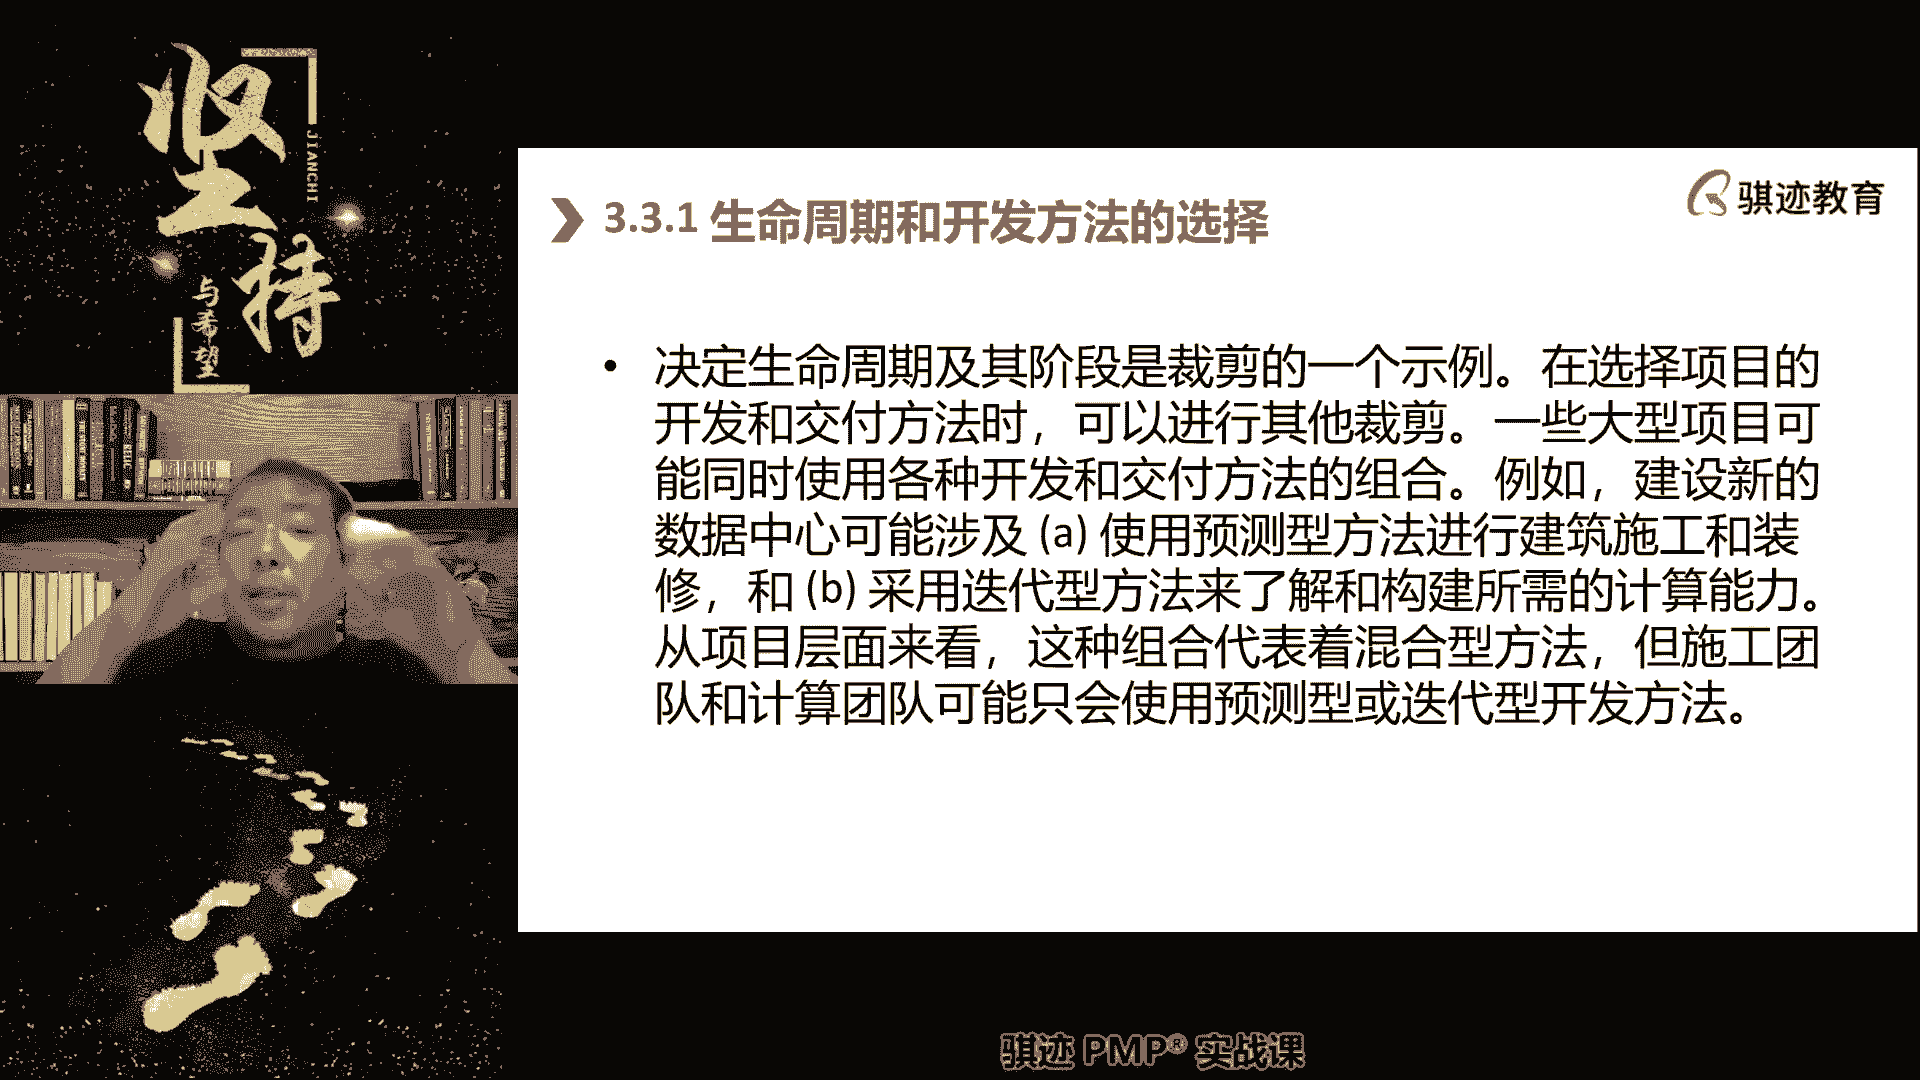 坚持
JIANCHI
与希望
骐迹教育
3.3.1 生命周期和开发方法的选择
• 决定生命周期及其阶段是裁剪的一个示例。在选择项目的
开发和交付方法时，可以进行其他裁剪。一些大型项目可
能同时使用各种开发和交付方法的组合。例如，建设新的
数据中心可能涉及 (a) 使用预测型方法进行建筑施工和装
修，和 (b) 采用迭代型方法来了解和构建所需的计算能力。
从项目层面来看，这种组合代表着混合型方法，但施工团
队和计算团队可能只会使用预测型或迭代型开发方法。
骐迹 PMP® 实战课